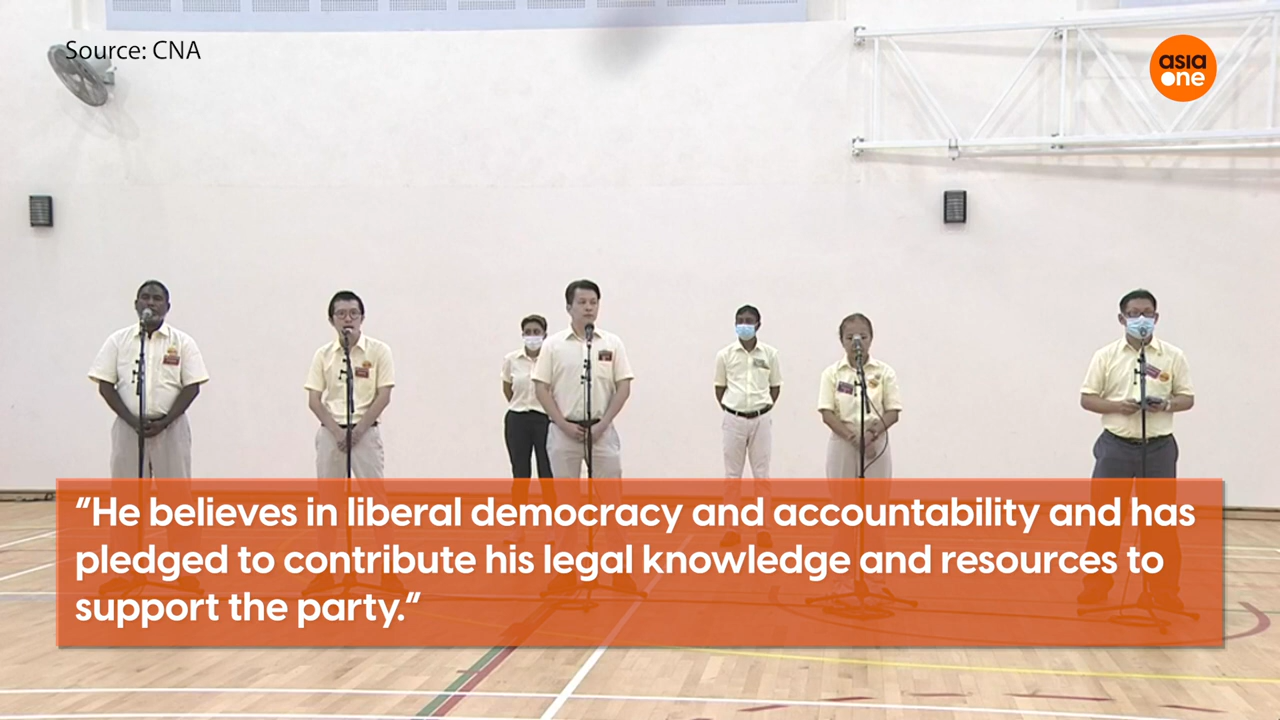 Source: CNA
asia
one
“He believes in liberal democracy and accountability and has
pledged to contribute his legal knowledge and resources to
support the party.”